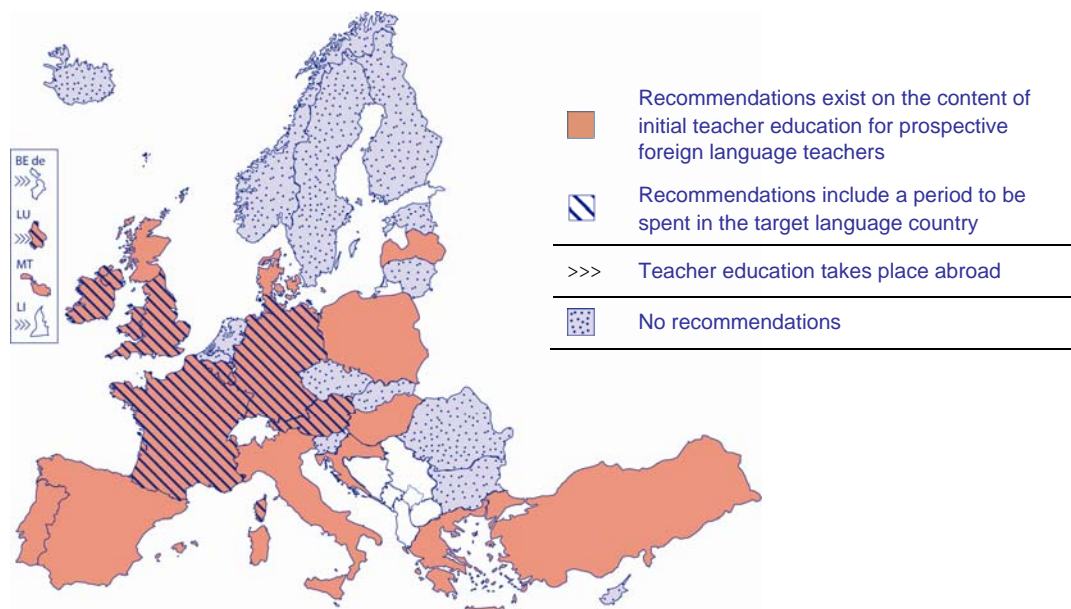 BE de
>>>
LU
>>>
MT
LI
>>>
Recommendations exist on the content of
initial teacher education for prospective
foreign language teachers
Recommendations include a period to be
spent in the target language country
>>> Teacher education takes place abroad
No recommendations